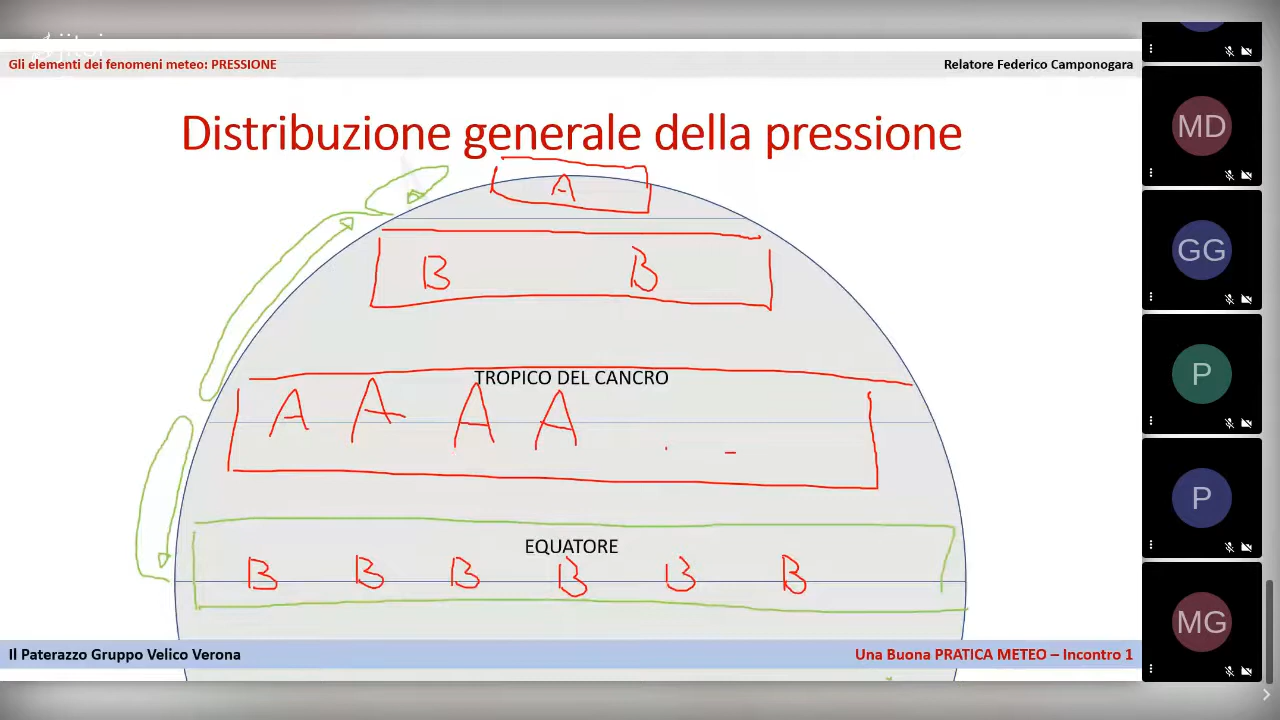 jitsi
Gli elementi dei fenomeni meteo: PRESSIONE
Relatore Federico Camponogara
Distribuzione generale della pressione
A
B B
TROPICO DEL CANCRO
A A A A
EQUATORE
B B B B B B
Il Paterazzo Gruppo Velico Verona
Una Buona PRATICA METEO – Incontro 1
MD
GG
P
P
MG